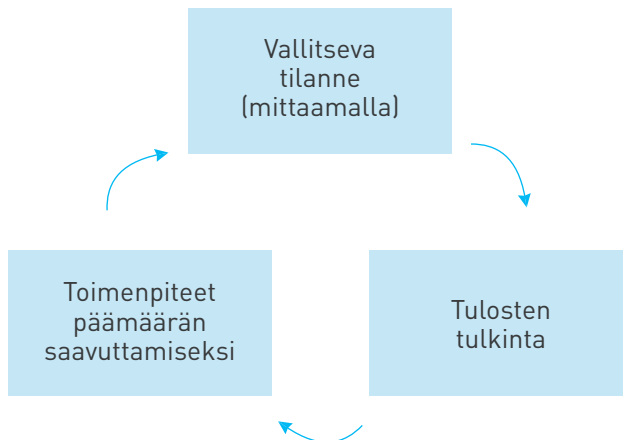 Vallitseva
tilanne
(mittaamalla)
Toimenpiteet
päämäärän
saavuttamiseksi
Tulosten
tulkinta